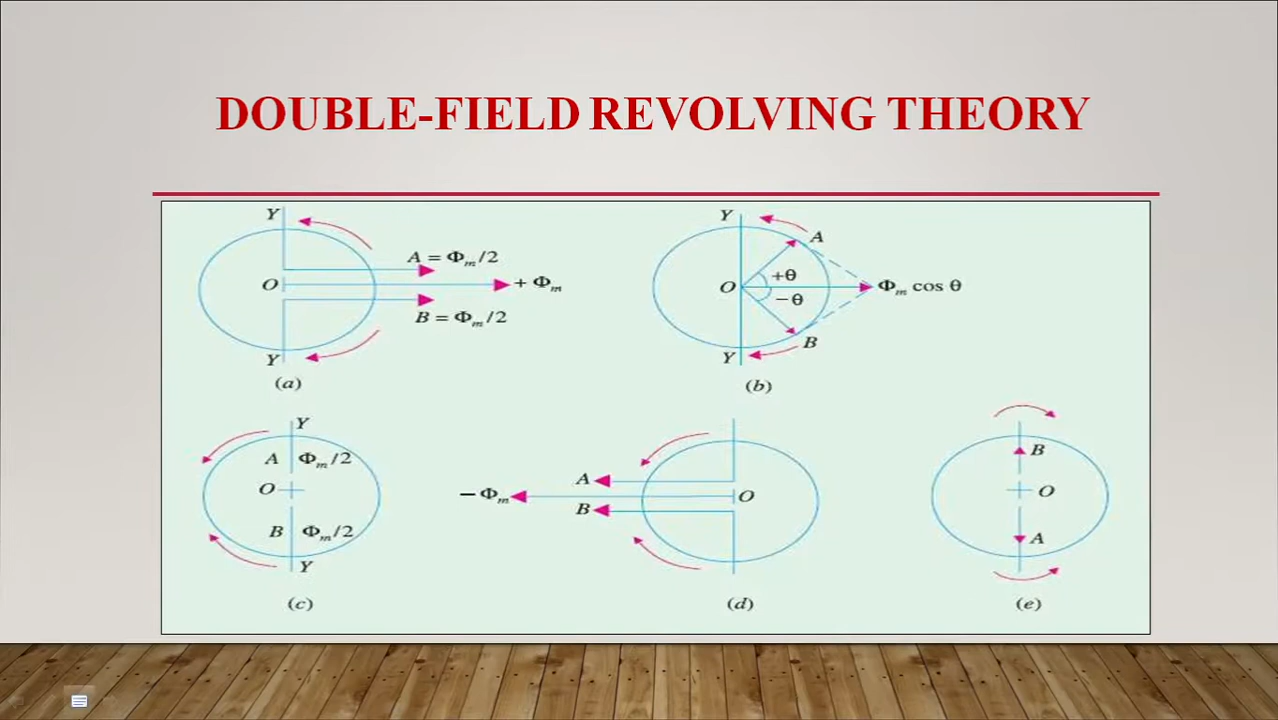 DOUBLE-FIELD REVOLVING THEORY
Y
A = Φm/2
O
+ Φm
B = Φm/2
Y
(a)
Y
A
+θ
O
Φm cos θ
−θ
B
Y
(b)
Y
A Φm/2
O
B Φm/2
Y
(c)
A
− Φm
O
B
(d)
B
O
A
(e)